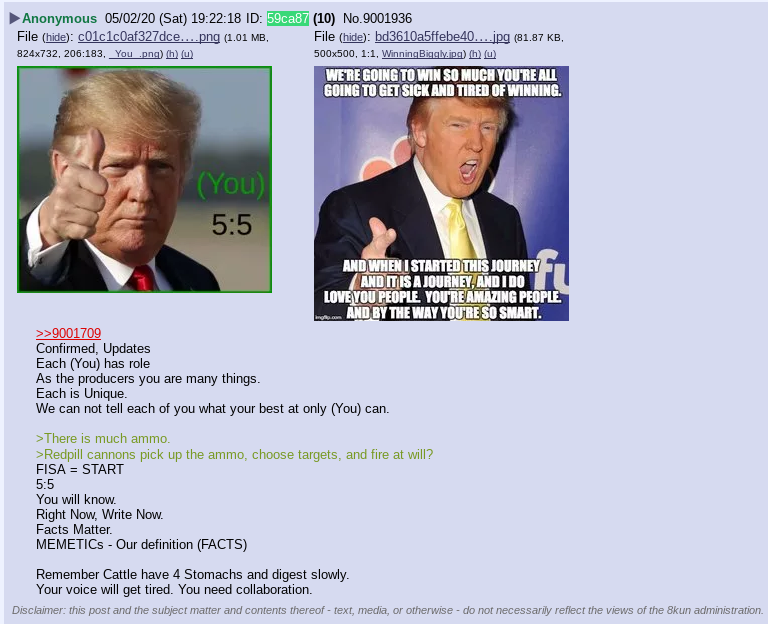 ▶Anonymous 05/02/20 (Sat) 19:22:18 ID: 59ca87 (10) No.9001936
File (hide): c01c1c0af327dce….png (1.01 MB, 824x732, 206:183, _You_.png) (h) (u)
(You)
5:5
File (hide): bd3610a5ffebe40….jpg (81.87 KB, 500x500, 1:1, WinningBiggly.jpg) (h) (u)
WE'RE GOING TO WIN SO MUCH YOU'RE ALL
GOING TO GET SICK AND TIRED OF WINNING.
fu
AND WHEN I STARTED THIS JOURNEY
AND IT IS A JOURNEY, AND I DO
LOVE YOU PEOPLE. YOU'RE AMAZING PEOPLE.
AND BY THE WAY YOU'RE SO SMART.
imgflip.com
>>9001709
Confirmed, Updates
Each (You) has role
As the producers you are many things.
Each is Unique.
We can not tell each of you what your best at only (You) can.
>There is much ammo.
>Redpill cannons pick up the ammo, choose targets, and fire at will?
FISA = START
5:5
You will know.
Right Now, Write Now.
Facts Matter.
MEMETICs - Our definition (FACTS)
Remember Cattle have 4 Stomachs and digest slowly.
Your voice will get tired. You need collaboration.
Disclaimer: this post and the subject matter and contents thereof - text, media, or otherwise - do not necessarily reflect the views of the 8kun administration.